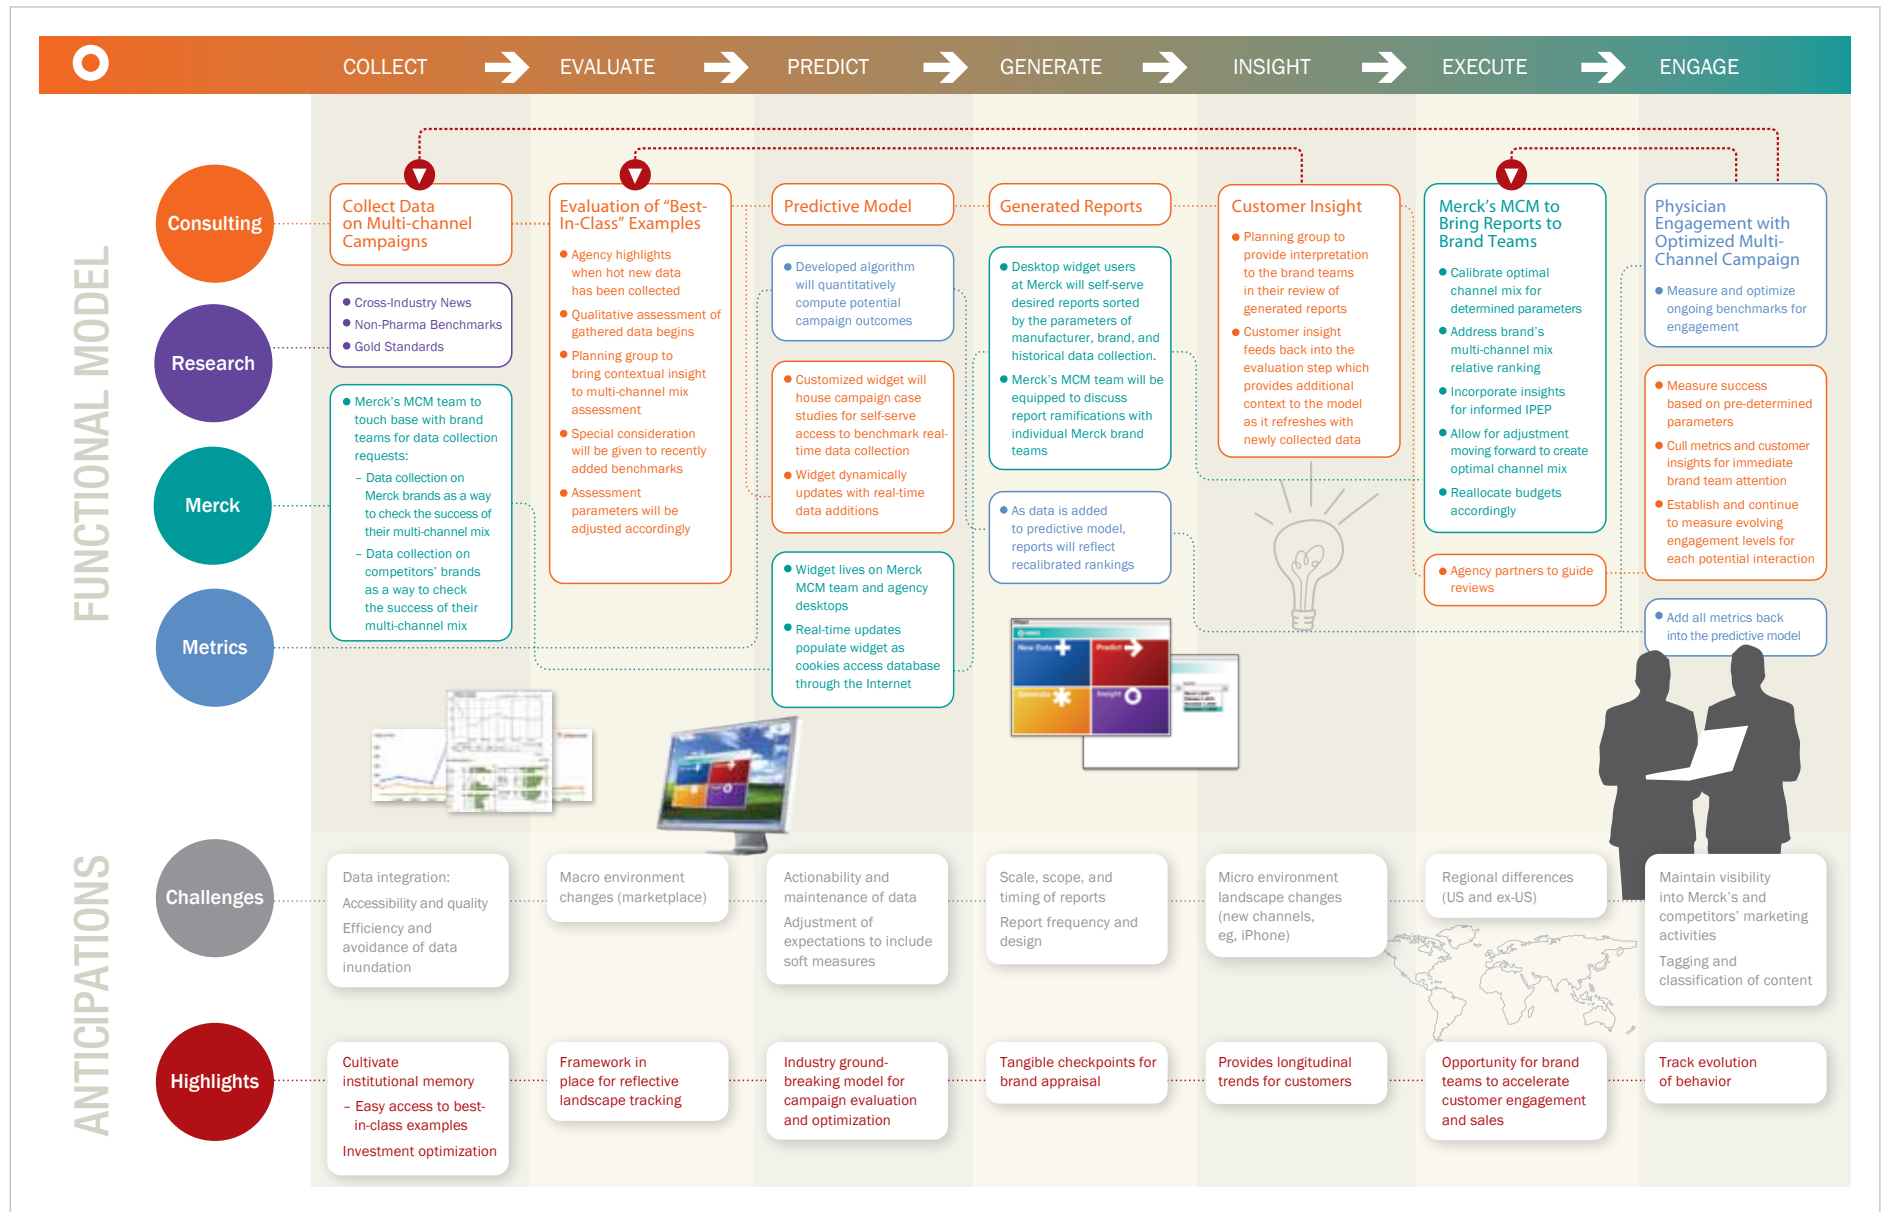 COLLECT
EVALUATE
PREDICT
GENERATE
INSIGHT
EXECUTE
ENGAGE
FUNCTIONAL MODEL
Consulting
Research
Merck
Metrics
Collect Data
on Multi-channel
Campaigns
Cross-Industry News
Non-Pharma Benchmarks
Gold Standards
Merck's MCM team to
touch base with brand
teams for data collection
requests:
– Data collection on
Merck brands as a way
to check the success of
their multi-channel mix
– Data collection on
competitors' brands
as a way to check
the success of their
multi-channel mix
Evaluation of “Best-
In-Class” Examples
Agency highlights
when hot new data
has been collected
Qualitative assessment of
gathered data begins
Planning group to
bring contextual insight
to multi-channel mix
assessment
Special consideration
will be given to recently
added benchmarks
Assessment
parameters will be
adjusted accordingly
Predictive Model
Developed algorithm
will quantitatively
compute potential
campaign outcomes
Customized widget will
house campaign case
studies for self-serve
access to benchmark real-
time data collection
Widget dynamically
updates with real-time
data additions
Widget lives on Merck
MCM team and agency
desktops
Real-time updates
populate widget as
cookies access database
through the Internet
Generated Reports
Desktop widget users
at Merck will self-serve
desired reports sorted
by the parameters of
manufacturer, brand, and
historical data collection.
Merck's MCM team will be
equipped to discuss
report ramifications with
individual Merck brand
teams
As data is added
to predictive model,
reports will reflect
recalibrated rankings
New Data
Predict
Generate
Insight
Customer Insight
Planning group to
provide interpretation
to the brand teams
in their review of
generated reports
Customer insight
feeds back into the
evaluation step which
provides additional
context to the model
as it refreshes with
newly collected data
Merck's MCM to
Bring Reports to
Brand Teams
Calibrate optimal
channel mix for
determined parameters
Address brand's
multi-channel mix
relative ranking
Incorporate insights
for informed IPEP
Allow for adjustment
moving forward to create
optimal channel mix
Reallocate budgets
accordingly
Agency partners to guide
reviews
Physician
Engagement with
Optimized Multi-
Channel Campaign
Measure and optimize
ongoing benchmarks for
engagement
Measure success
based on pre-determined
parameters
Cull metrics and customer
insights for immediate
brand team attention
Establish and continue
to measure evolving
engagement levels for
each potential interaction
Add all metrics back
into the predictive model
ANTICIPATIONS
Challenges
Data integration:
Accessibility and quality
Efficiency and
avoidance of data
inundation
Macro environment
changes (marketplace)
Actionability and
maintenance of data
Adjustment of
expectations to include
soft measures
Scale, scope, and
timing of reports
Report frequency and
design
Micro environment
landscape changes
(new channels,
eg, iPhone)
Regional differences
(US and ex-US)
Maintain visibility
into Merck's and
competitors' marketing
activities
Tagging and
classification of content
Highlights
Cultivate
institutional memory
– Easy access to best-
in-class examples
Investment optimization
Framework in
place for reflective
landscape tracking
Industry ground-
breaking model for
campaign evaluation
and optimization
Tangible checkpoints for
brand appraisal
Provides longitudinal
trends for customers
Opportunity for brand
teams to accelerate
customer engagement
and sales
Track evolution
of behavior